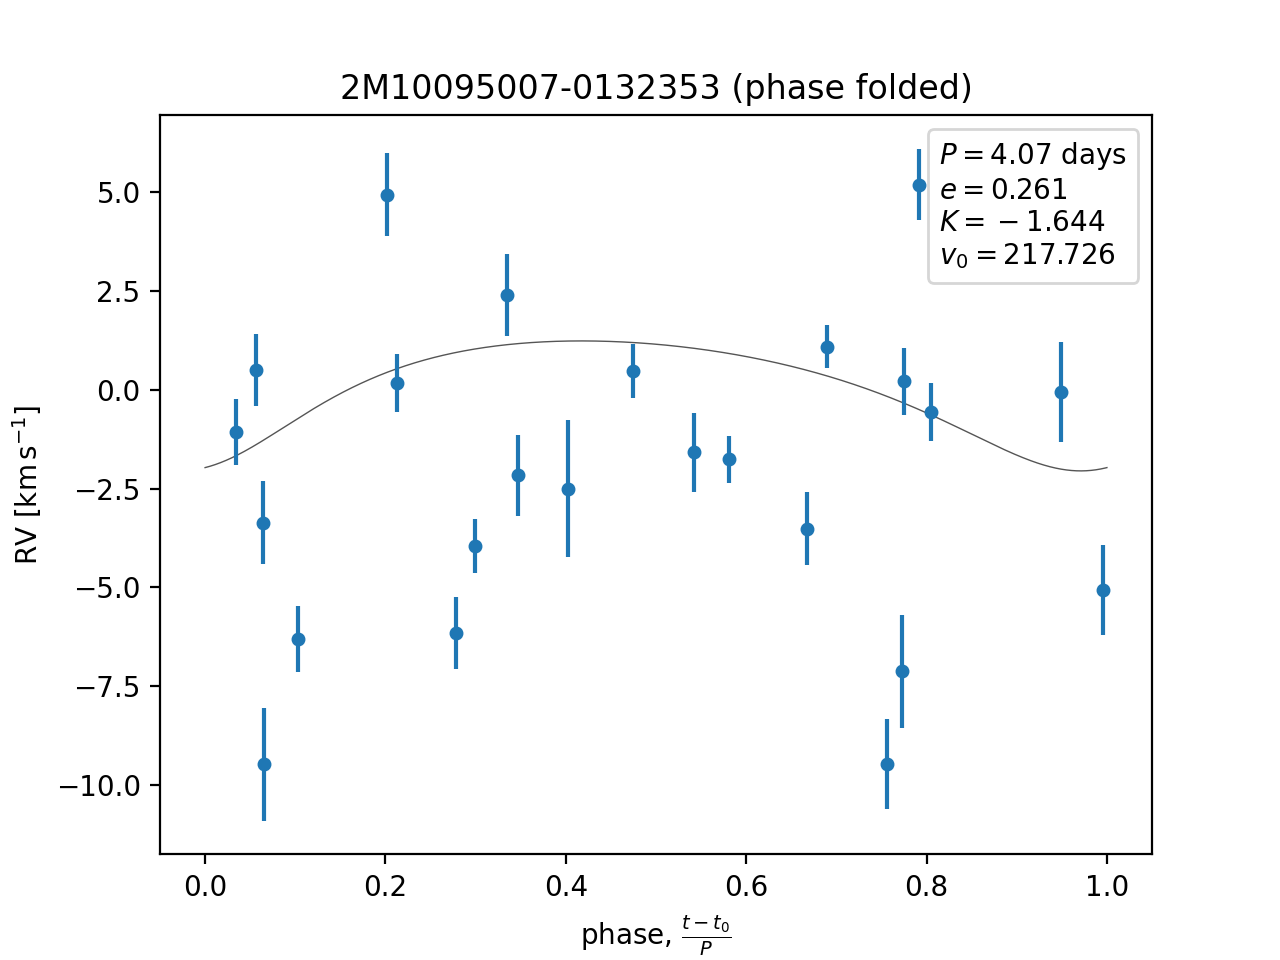 2M10095007-0132353 (phase folded)
P = 4.07 days
e = 0.261
K = −1.644
v₀ = 217.726
5.0
2.5
0.0
−2.5
−5.0
−7.5
−10.0
RV [km s⁻¹]
0.0 0.2 0.4 0.6 0.8 1.0
phase, (t − t₀)/P